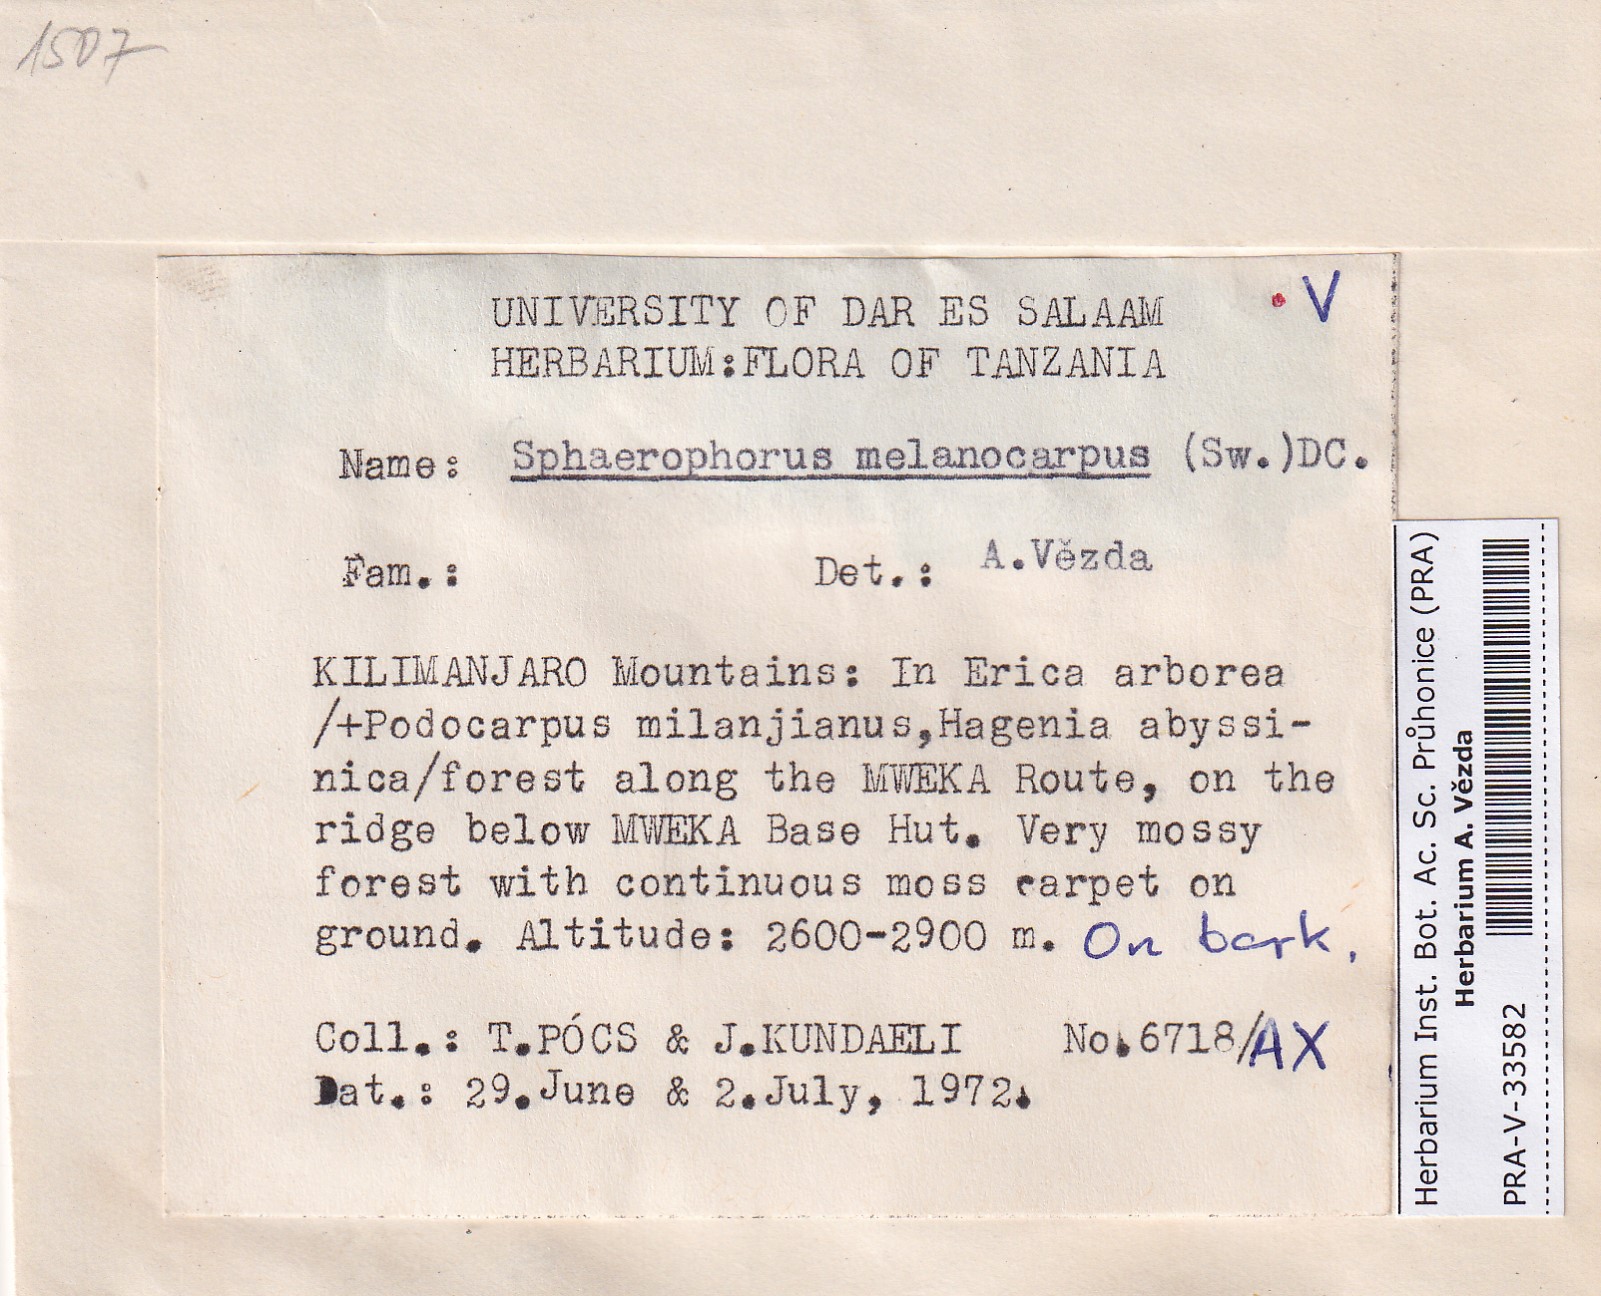 1507
UNIVERSITY OF DAR ES SALAAM
• V
HERBARIUM:FLORA OF TANZANIA
Name: Sphaerophorus melanocarpus (Sw.)DC.
Fam.: Det.: A.Vězda
KILIMANJARO Mountains: In Erica arborea
/+Podocarpus milanjianus,Hagenia abyssi-
nica/forest along the MWEKA Route, on the
ridge below MWEKA Base Hut. Very mossy
forest with continuous moss carpet on
ground. Altitude: 2600-2900 m. On bark.
Coll.: T.PÓCS & J.KUNDAELI No.6718/AX
Dat.: 29.June & 2.July, 1972.
Herbarium Inst. Bot. Ac. Sc. Průhonice (PRA)
Herbarium A. Vězda
PRA-V-33582